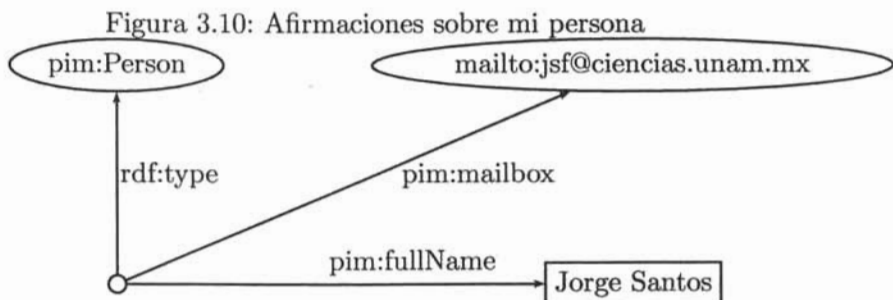 Figura 3.10: Afirmaciones sobre mi persona
pim:Person
mailto:jsf@ciencias.unam.mx
rdf:type
pim:mailbox
pim:fullName
Jorge Santos